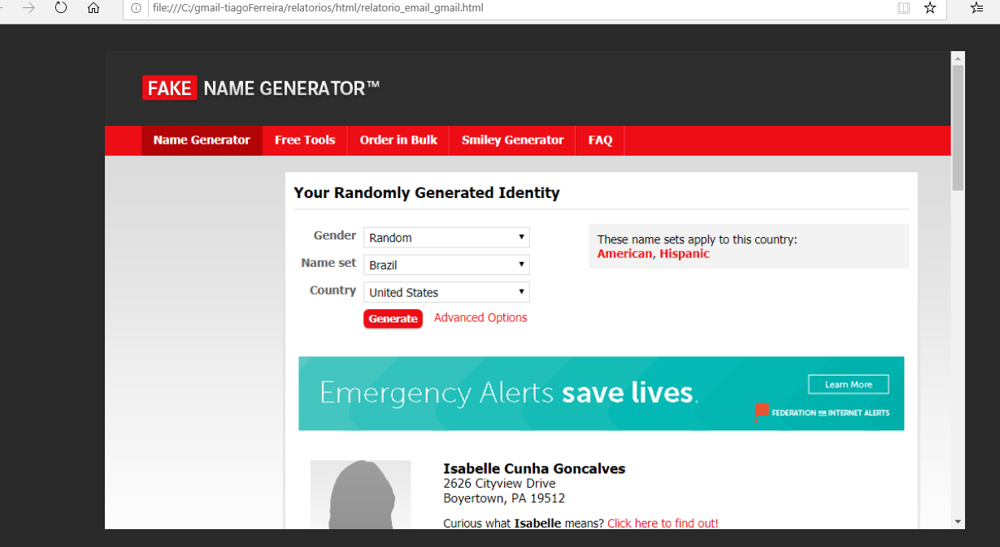 file:///C:/gmail-tiagoFerreira/relatorios/html/relatorio_email_gmail.html
FAKE NAME GENERATOR™
Name Generator Free Tools Order in Bulk Smiley Generator FAQ
Your Randomly Generated Identity
Gender Random
Name set Brazil
Country United States
Generate Advanced Options
These name sets apply to this country:
American, Hispanic
Emergency Alerts save lives.
Learn More
FEDERATION FOR INTERNET ALERTS
Isabelle Cunha Goncalves
2626 Cityview Drive
Boyertown, PA 19512
Curious what Isabelle means? Click here to find out!